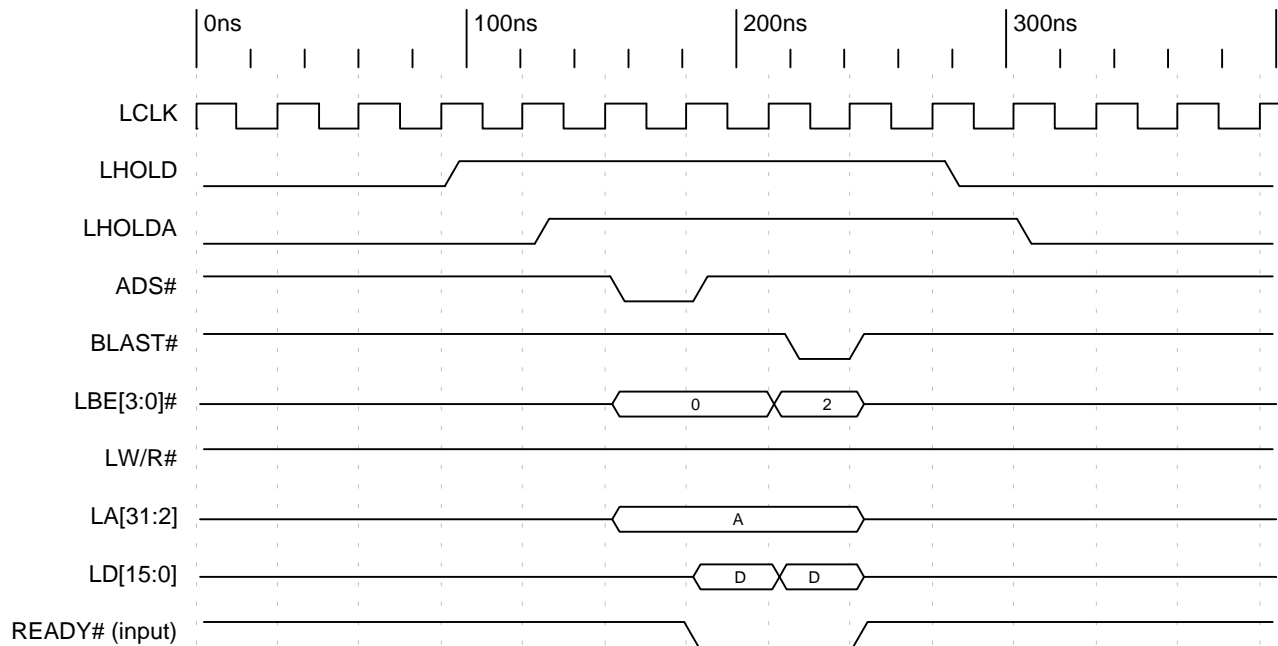 0ns 100ns 200ns 300ns
LCLK
LHOLD
LHOLDA
ADS#
BLAST#
LBE[3:0]# 0 2
LW/R#
LA[31:2] A
LD[15:0] D D
READY# (input)